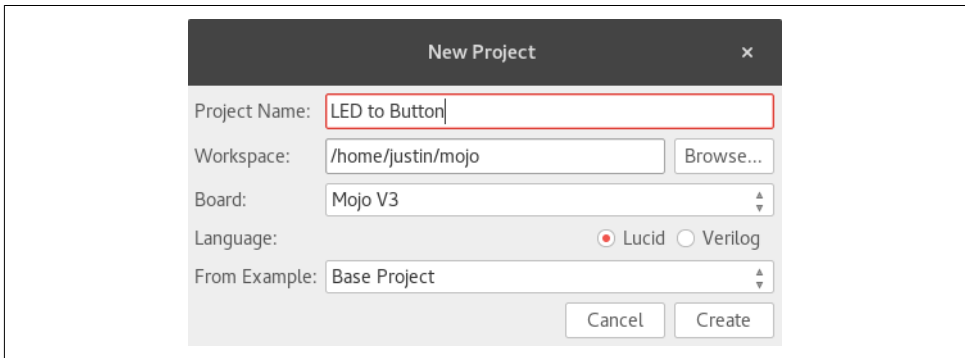 New Project ×
Project Name: LED to Button
Workspace: /home/justin/mojo Browse...
Board: Mojo V3
Language: Lucid Verilog
From Example: Base Project
Cancel Create